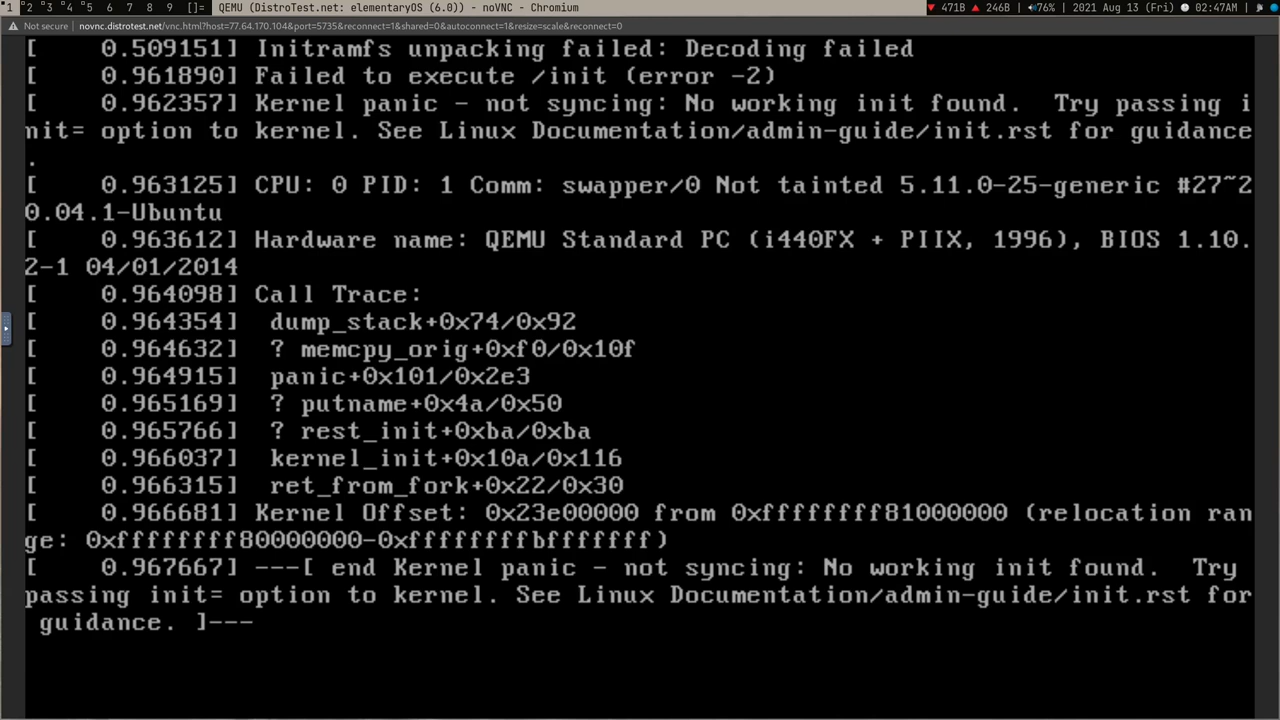 1 2 3 4 5 6 7 8 9 []= QEMU (DistroTest.net: elementaryOS (6.0)) - noVNC - Chromium 471B 246B 76% 2021 Aug 13 (Fri) 02:47AM
Not secure novnc.distrotest.net/vnc.html?host=77.64.170.104&port=5735&reconnect=1&shared=0&autoconnect=1&resize=scale&reconnect=0
[ 0.509151] Initramfs unpacking failed: Decoding failed
[ 0.961890] Failed to execute /init (error -2)
[ 0.962357] Kernel panic - not syncing: No working init found.  Try passing i
nit= option to kernel. See Linux Documentation/admin-guide/init.rst for guidance
.
[ 0.963125] CPU: 0 PID: 1 Comm: swapper/0 Not tainted 5.11.0-25-generic #27~2
0.04.1-Ubuntu
[ 0.963612] Hardware name: QEMU Standard PC (i440FX + PIIX, 1996), BIOS 1.10.
2-1 04/01/2014
[ 0.964098] Call Trace:
[ 0.964354]  dump_stack+0x74/0x92
[ 0.964632]  ? memcpy_orig+0xf0/0x10f
[ 0.964915]  panic+0x101/0x2e3
[ 0.965169]  ? putname+0x4a/0x50
[ 0.965766]  ? rest_init+0xba/0xba
[ 0.966037]  kernel_init+0x10a/0x116
[ 0.966315]  ret_from_fork+0x22/0x30
[ 0.966681] Kernel Offset: 0x23e00000 from 0xffffffff81000000 (relocation ran
ge: 0xffffffff80000000-0xffffffffbfffffff)
[ 0.967667] ---[ end Kernel panic - not syncing: No working init found.  Try
passing init= option to kernel. See Linux Documentation/admin-guide/init.rst for
 guidance. ]---